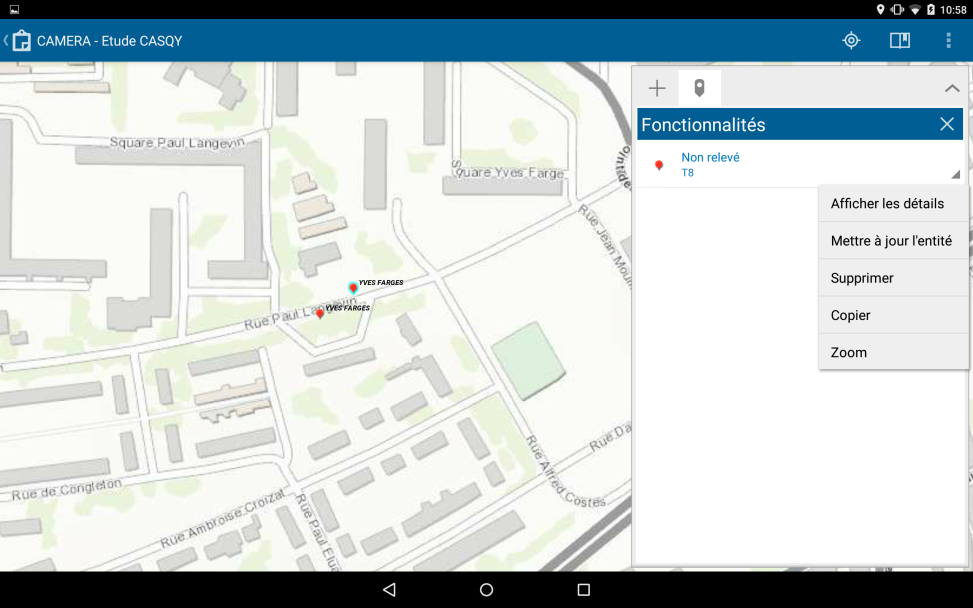 10:58
CAMERA - Etude CASQY
Fonctionnalités
Non relevé
T8
Afficher les détails
Mettre à jour l'entité
Supprimer
Copier
Zoom
Square Paul Langevin
Square Yves Farge
Rue Jean Moulin
YVES FARGES
YVES FARGES
Rue Paul Langevin
Rue Da
Rue Alfred Costes
Rue de Congleton
Rue Ambroise Croizat
Rue Paul Elua